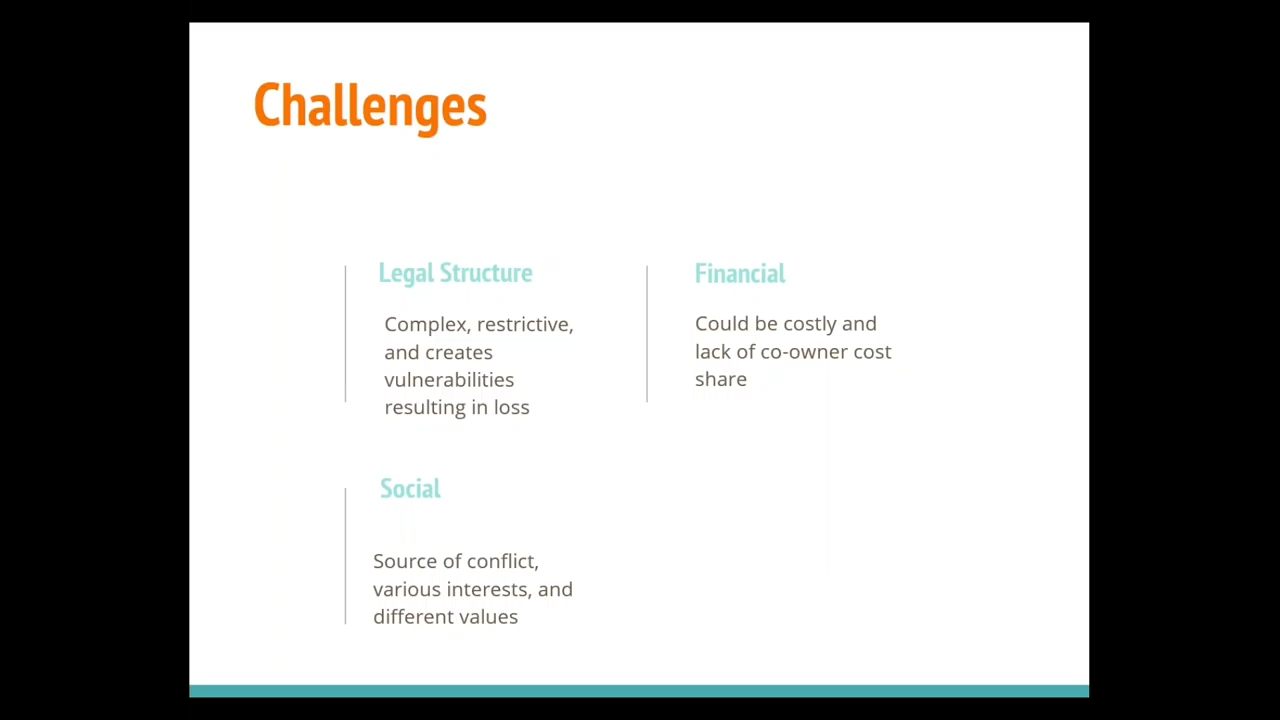 Challenges
Legal Structure
Complex, restrictive,
and creates
vulnerabilities
resulting in loss
Financial
Could be costly and
lack of co-owner cost
share
Social
Source of conflict,
various interests, and
different values